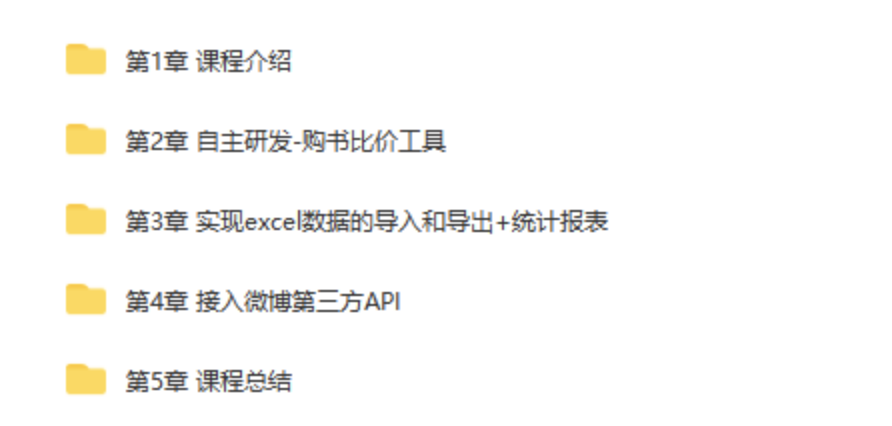 第1章 课程介绍
第2章 自主研发-购书比价工具
第3章 实现excel数据的导入和导出+统计报表
第4章 接入微博第三方API
第5章 课程总结